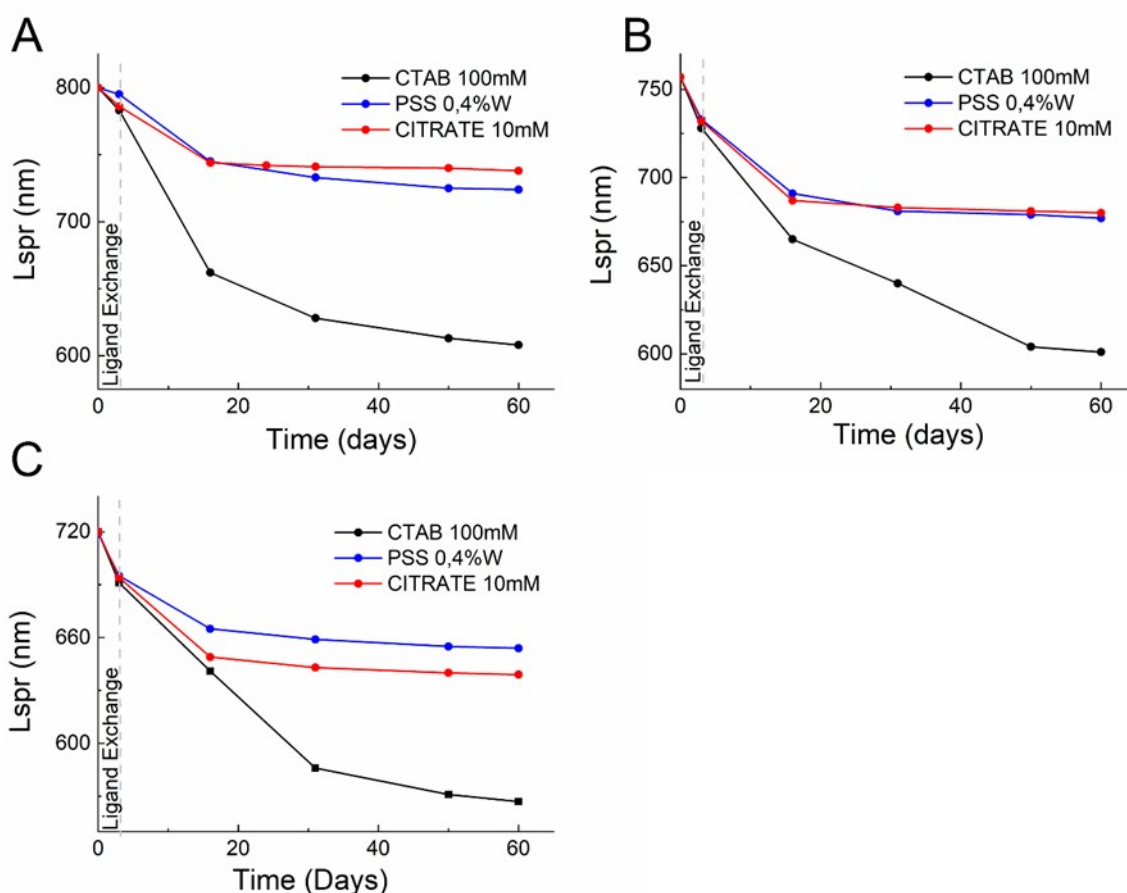 A
CTAB 100mM
PSS 0,4%W
CITRATE 10mM
800
700
600
Lspr (nm)
Ligand Exchange
0
20
40
60
Time (days)
B
CTAB 100mM
PSS 0,4%W
CITRATE 10mM
750
700
650
600
Lspr (nm)
Ligand Exchange
0
20
40
60
Time (days)
C
CTAB 100mM
PSS 0,4%W
CITRATE 10mM
720
660
600
Lspr (nm)
Ligand Exchange
0
20
40
60
Time (Days)